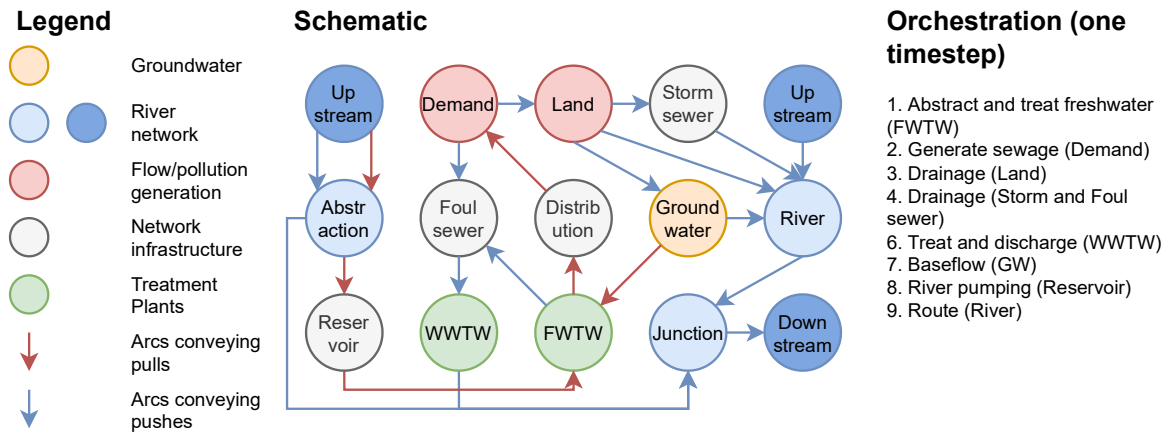 Legend
Groundwater
River
network
Flow/pollution
generation
Network
infrastructure
Treatment
Plants
Arcs conveying
pulls
Arcs conveying
pushes
Schematic
Up
stream
Demand
Land
Storm
sewer
Up
stream
Abstr
action
Foul
sewer
Distrib
ution
Ground
water
River
Reser
voir
WWTW
FWTW
Junction
Down
stream
Orchestration (one
timestep)
1. Abstract and treat freshwater
(FWTW)
2. Generate sewage (Demand)
3. Drainage (Land)
4. Drainage (Storm and Foul
sewer)
6. Treat and discharge (WWTW)
7. Baseflow (GW)
8. River pumping (Reservoir)
9. Route (River)